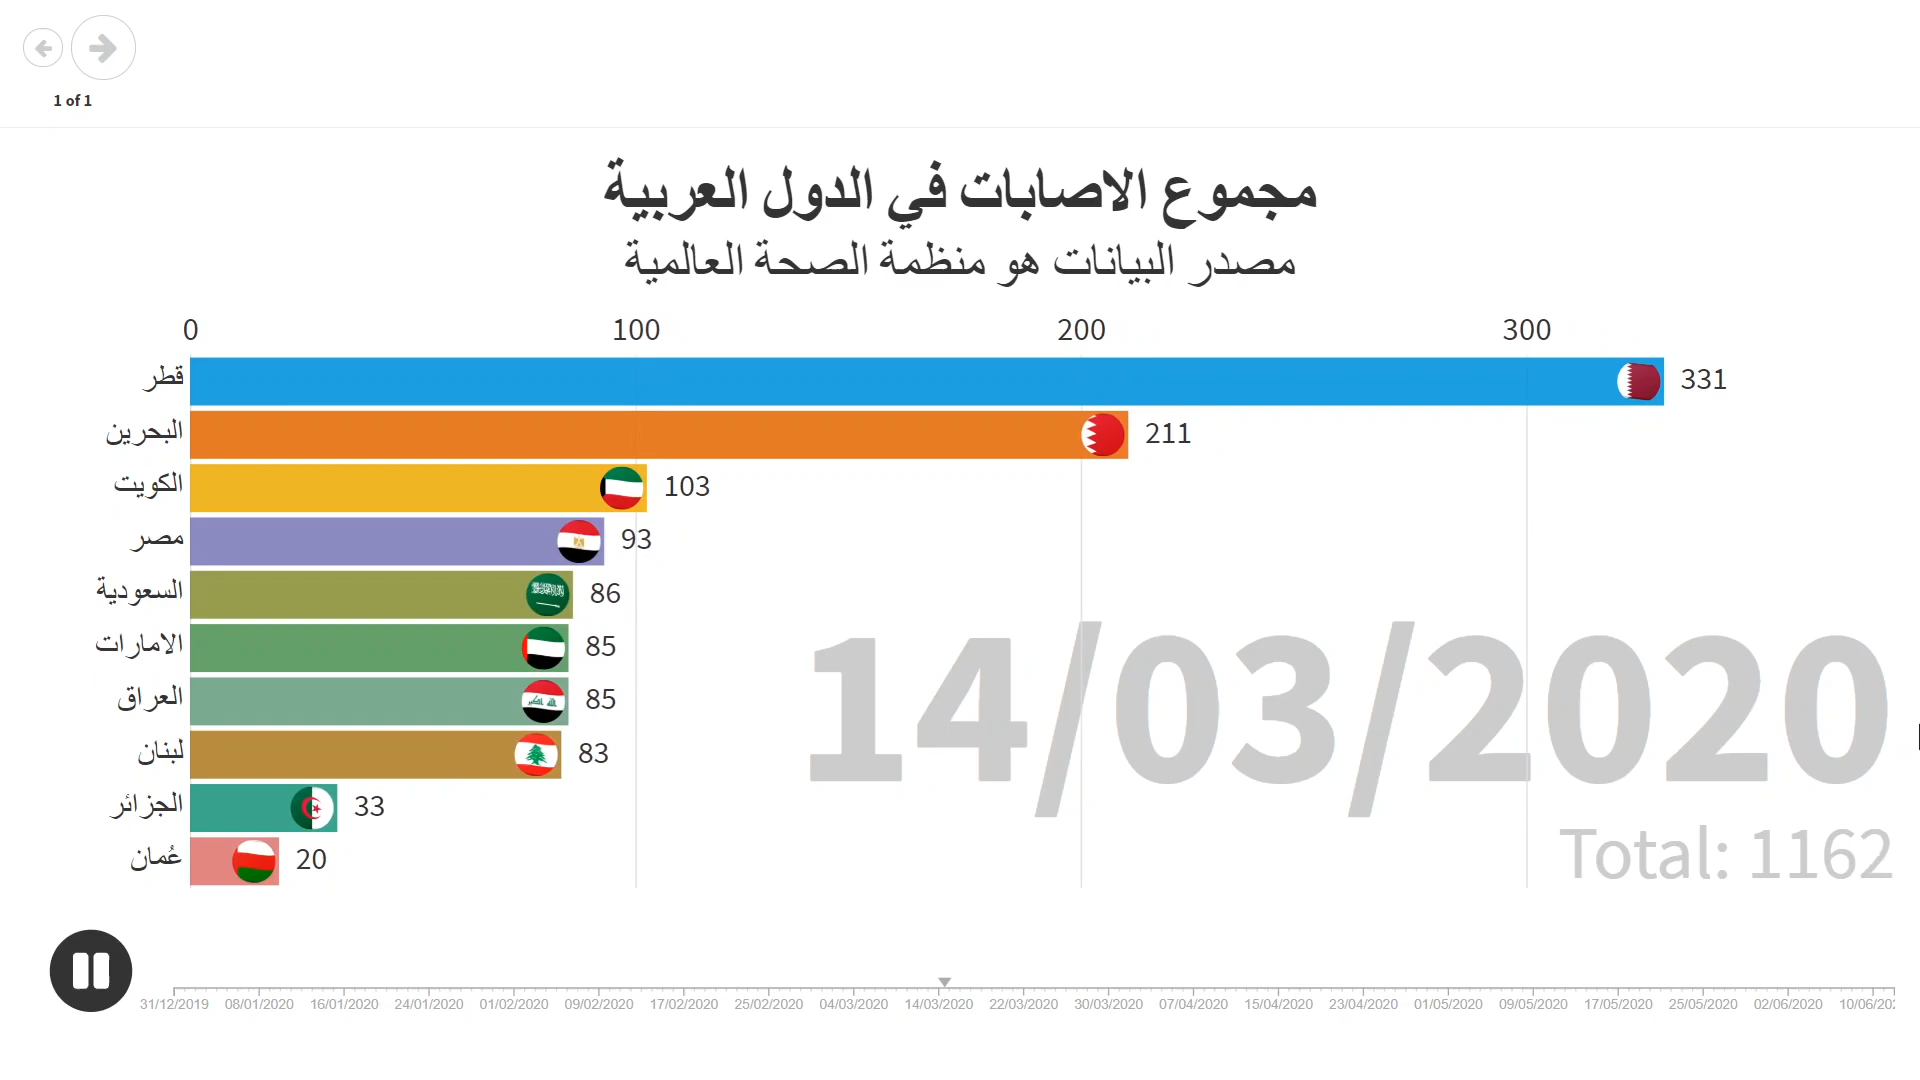 1 of 1
مجموع الاصابات في الدول العربية
مصدر البيانات هو منظمة الصحة العالمية
0 100 200 300
قطر 331
البحرين 211
الكويت 103
مصر 93
السعودية 86
الامارات 85
العراق 85
لبنان 83
الجزائر 33
عُمان 20
14/03/2020
Total: 1162
31/12/2019 08/01/2020 16/01/2020 24/01/2020 01/02/2020 09/02/2020 17/02/2020 25/02/2020 04/03/2020 14/03/2020 22/03/2020 30/03/2020 07/04/2020 15/04/2020 23/04/2020 01/05/2020 09/05/2020 17/05/2020 25/05/2020 02/06/2020 10/06/202